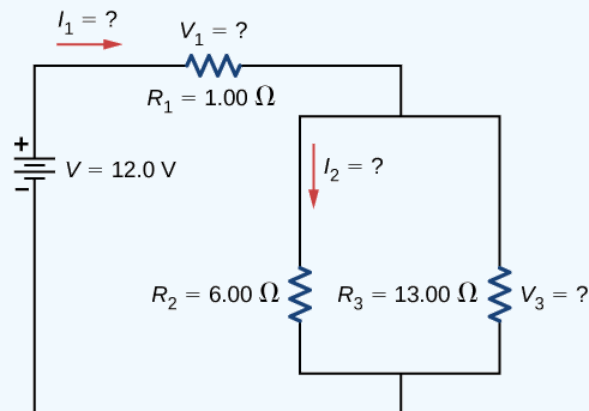 I₁ = ?
V₁ = ?
R₁ = 1.00 Ω
+
V = 12.0 V
−
I₂ = ?
R₂ = 6.00 Ω
R₃ = 13.00 Ω
V₃ = ?